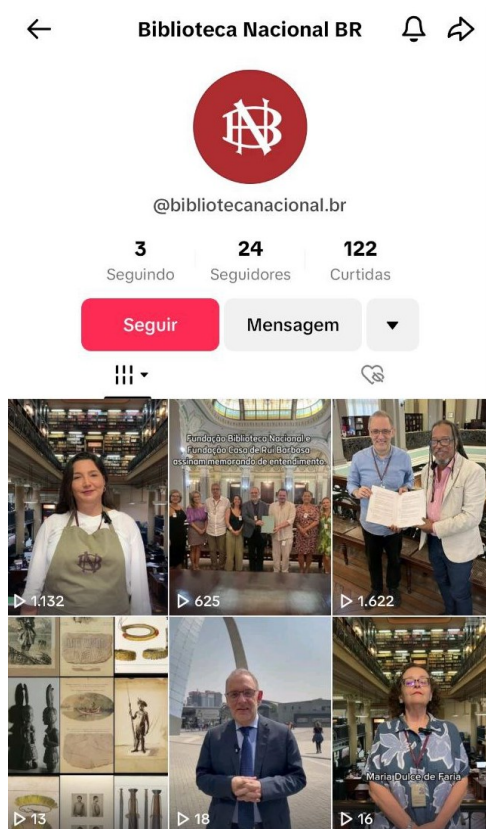 Biblioteca Nacional BR
BN
@bibliotecanacional.br
3 24 122
Seguindo Seguidores Curtidas
Seguir Mensagem
Fundação Biblioteca Nacional e
Fundação Casa de Rui Barbosa
assinam memorando de entendimento.
1.132 625 1.622
Maria Dulce de Faria
13 18 16